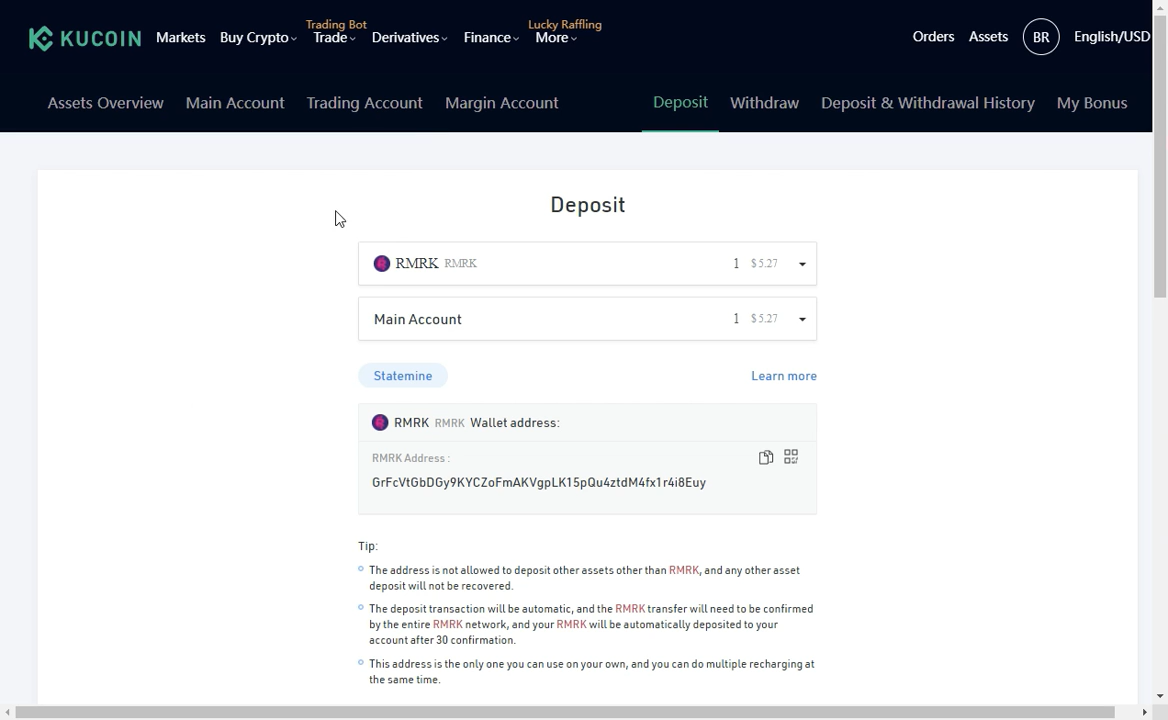 Trading Bot
Lucky Raffling
KUCOIN Markets Buy Crypto Trade Derivatives Finance More Orders Assets BR English/USD
Assets Overview Main Account Trading Account Margin Account Deposit Withdraw Deposit & Withdrawal History My Bonus
Deposit
RMRK RMRK 1 $5.27
Main Account 1 $5.27
Statemine Learn more
RMRK RMRK Wallet address:
RMRK Address :
GrFcVtGbDGy9KYCZoFmAKVgpLK15pQu4ztdM4fx1r4i8Euy
Tip:
The address is not allowed to deposit other assets other than RMRK, and any other asset
deposit will not be recovered.
The deposit transaction will be automatic, and the RMRK transfer will need to be confirmed
by the entire RMRK network, and your RMRK will be automatically deposited to your
account after 30 confirmation.
This address is the only one you can use on your own, and you can do multiple recharging at
the same time.